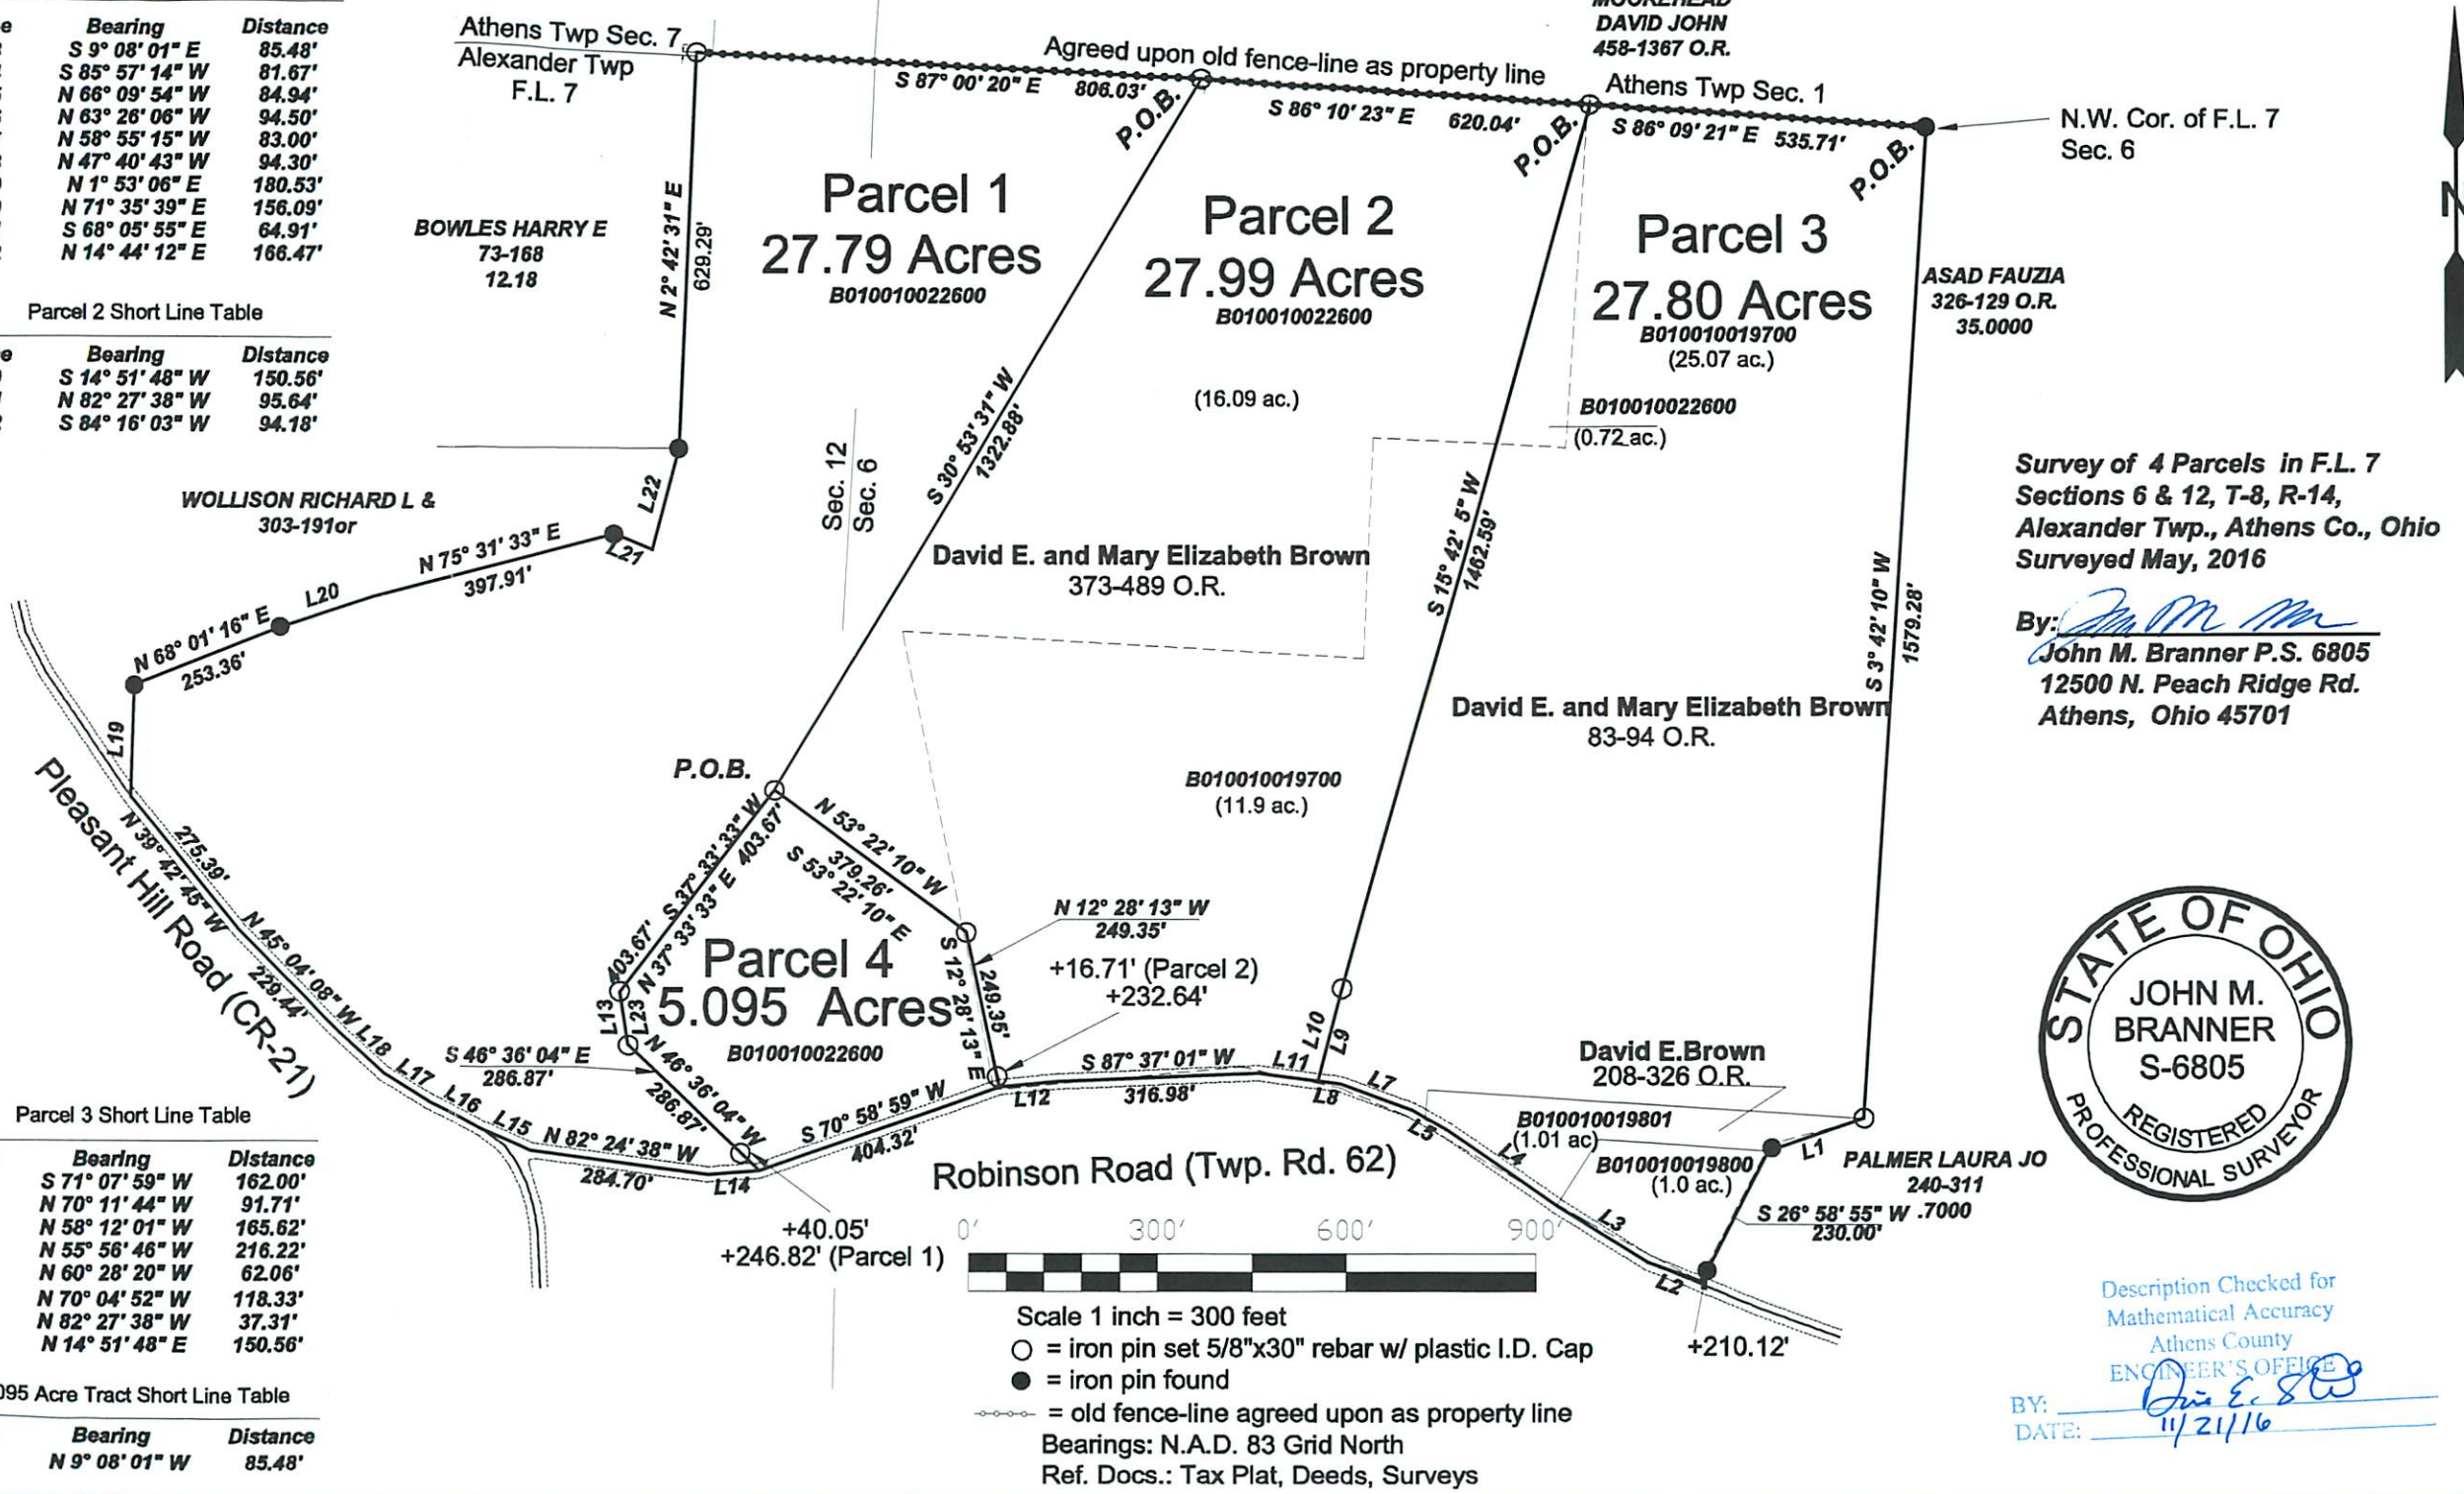 e Bearing Distance
S 9° 08' 01" E 85.48'
S 85° 57' 14" W 81.67'
N 66° 09' 54" W 84.94'
N 63° 26' 06" W 94.50'
N 58° 55' 15" W 83.00'
N 47° 40' 43" W 94.30'
N 1° 53' 06" E 180.53'
N 71° 35' 39" E 156.09'
S 68° 05' 55" E 64.91'
N 14° 44' 12" E 166.47'
Parcel 2 Short Line Table
e Bearing Distance
S 14° 51' 48" W 150.56'
N 82° 27' 38" W 95.64'
S 84° 16' 03" W 94.18'
Athens Twp Sec. 7
Alexander Twp
F.L. 7
MOOREHEAD
DAVID JOHN
458-1367 O.R.
Agreed upon old fence-line as property line
S 87° 00' 20" E 806.03'
S 86° 10' 23" E 620.04'
Athens Twp Sec. 1
S 86° 09' 21" E 535.71'
N.W. Cor. of F.L. 7
Sec. 6
P.O.B.
P.O.B.
P.O.B.
N
BOWLES HARRY E
73-168
12.18
N 2° 42' 31" E
629.29'
Parcel 1
27.79 Acres
B010010022600
Parcel 2
27.99 Acres
B010010022600
(16.09 ac.)
Parcel 3
27.80 Acres
B010010019700
(25.07 ac.)
B010010022600
(0.72 ac.)
ASAD FAUZIA
326-129 O.R.
35.0000
S 30° 53' 31" W
1322.88'
Sec. 12
Sec. 6
S 15° 42' 5" W
1462.59'
S 3° 42' 10" W
1579.28'
WOLLISON RICHARD L &
303-191or
L22
L21
N 75° 31' 33" E
397.91'
L20
N 68° 01' 16" E
253.36'
L19
David E. and Mary Elizabeth Brown
373-489 O.R.
David E. and Mary Elizabeth Brown
83-94 O.R.
Survey of 4 Parcels in F.L. 7
Sections 6 & 12, T-8, R-14,
Alexander Twp., Athens Co., Ohio
Surveyed May, 2016
By:
John M. Branner P.S. 6805
12500 N. Peach Ridge Rd.
Athens, Ohio 45701
P.O.B.
B010010019700
(11.9 ac.)
Pleasant Hill Road (CR-21)
275.39'
N 39° 42' 45" W
N 45° 04' 08" W
229.44'
L18
L17
L16
L15
S 37° 33' 33" W 403.67'
403.67' N 37° 33' 33" E
N 53° 22' 10" W
379.26'
S 53° 22' 10" E
Parcel 4
5.095 Acres
B010010022600
L13
L23
N 12° 28' 13" W
249.35'
S 12° 28' 13" E
249.35'
+16.71' (Parcel 2)
+232.64'
S 46° 36' 04" E
286.87'
N 46° 36' 04" W
286.87'
N 82° 24' 38" W
284.70'
L14
S 70° 58' 59" W
404.32'
L12
S 87° 37' 01" W
316.98'
L11
L10
L9
L8
L7
L5
L4
L3
L2
L1
David E.Brown
208-326 O.R.
B010010019801
(1.01 ac)
B010010019800
(1.0 ac.)
PALMER LAURA JO
240-311
.7000
S 26° 58' 55" W
230.00'
+210.12'
Robinson Road (Twp. Rd. 62)
+40.05'
+246.82' (Parcel 1)
0' 300' 600' 900'
Scale 1 inch = 300 feet
= iron pin set 5/8"x30" rebar w/ plastic I.D. Cap
= iron pin found
= old fence-line agreed upon as property line
Bearings: N.A.D. 83 Grid North
Ref. Docs.: Tax Plat, Deeds, Surveys
Parcel 3 Short Line Table
Bearing Distance
S 71° 07' 59" W 162.00'
N 70° 11' 44" W 91.71'
N 58° 12' 01" W 165.62'
N 55° 56' 46" W 216.22'
N 60° 28' 20" W 62.06'
N 70° 04' 52" W 118.33'
N 82° 27' 38" W 37.31'
N 14° 51' 48" E 150.56'
095 Acre Tract Short Line Table
Bearing Distance
N 9° 08' 01" W 85.48'
STATE OF OHIO
JOHN M.
BRANNER
S-6805
REGISTERED
PROFESSIONAL SURVEYOR
Description Checked for
Mathematical Accuracy
Athens County
ENGINEER'S OFFICE
BY:
DATE: 11/21/16